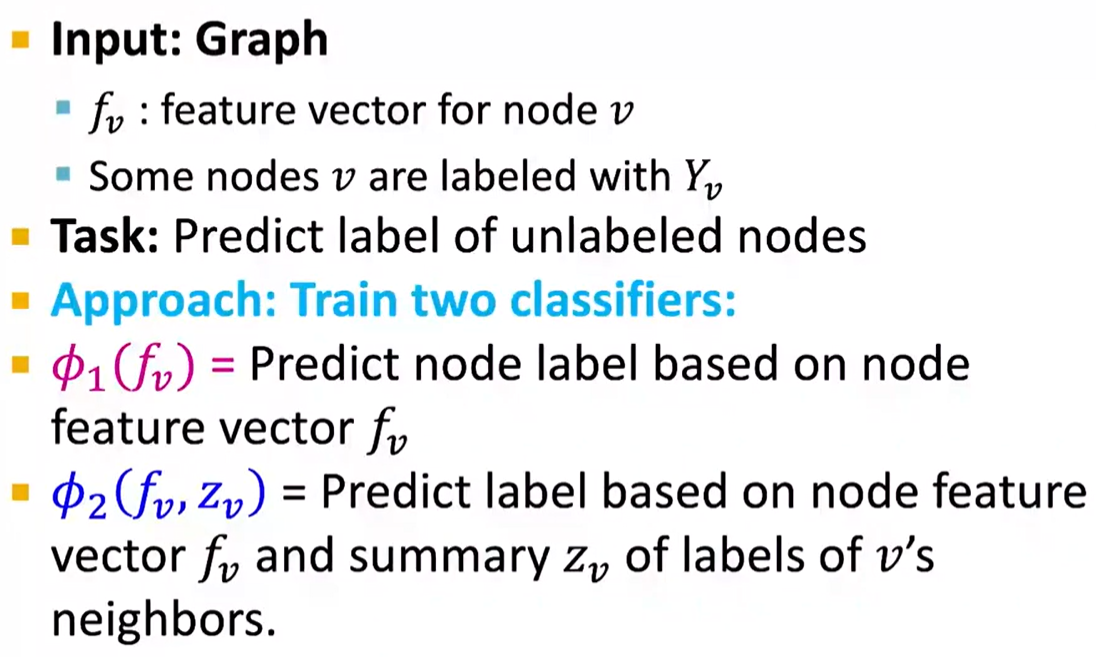 Input: Graph
f_v : feature vector for node v
Some nodes v are labeled with Y_v
Task: Predict label of unlabeled nodes
Approach: Train two classifiers:
ϕ₁(f_v) = Predict node label based on node
feature vector f_v
ϕ₂(f_v, z_v) = Predict label based on node feature
vector f_v and summary z_v of labels of v’s
neighbors.